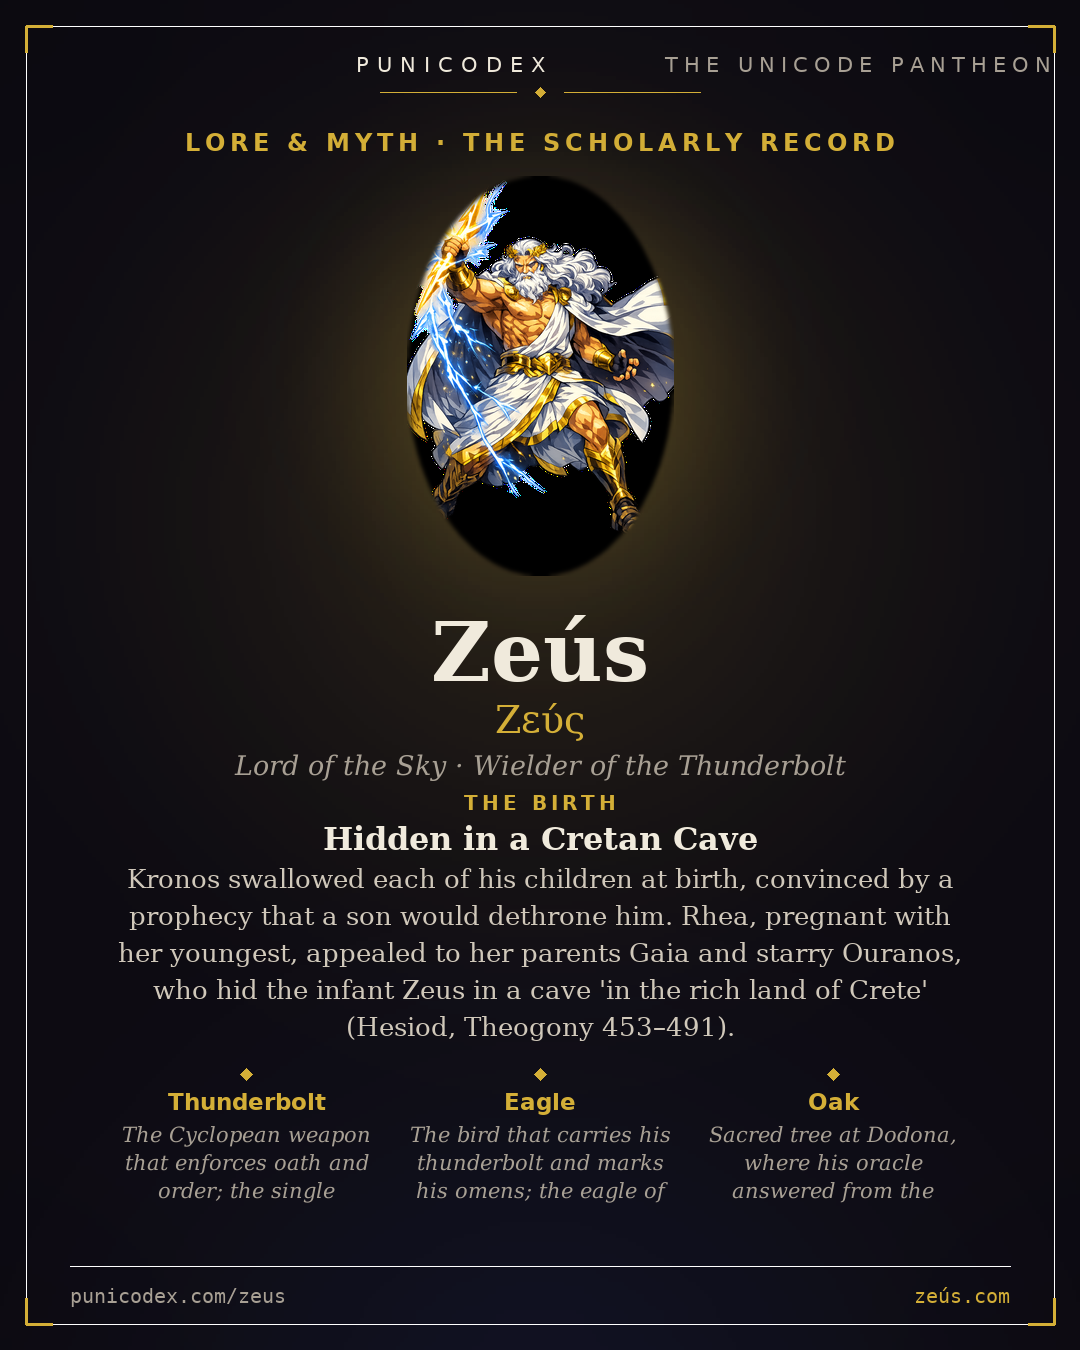 PUNICODEX THE UNICODE PANTHEON
LORE & MYTH · THE SCHOLARLY RECORD
Zeús
Ζεύς
Lord of the Sky · Wielder of the Thunderbolt
THE BIRTH
Hidden in a Cretan Cave
Kronos swallowed each of his children at birth, convinced by a
prophecy that a son would dethrone him. Rhea, pregnant with
her youngest, appealed to her parents Gaia and starry Ouranos,
who hid the infant Zeus in a cave 'in the rich land of Crete'
(Hesiod, Theogony 453–491).
Thunderbolt
The Cyclopean weapon
that enforces oath and
order; the single
Eagle
The bird that carries his
thunderbolt and marks
his omens; the eagle of
Oak
Sacred tree at Dodona,
where his oracle
answered from the
punicodex.com/zeus
zeús.com